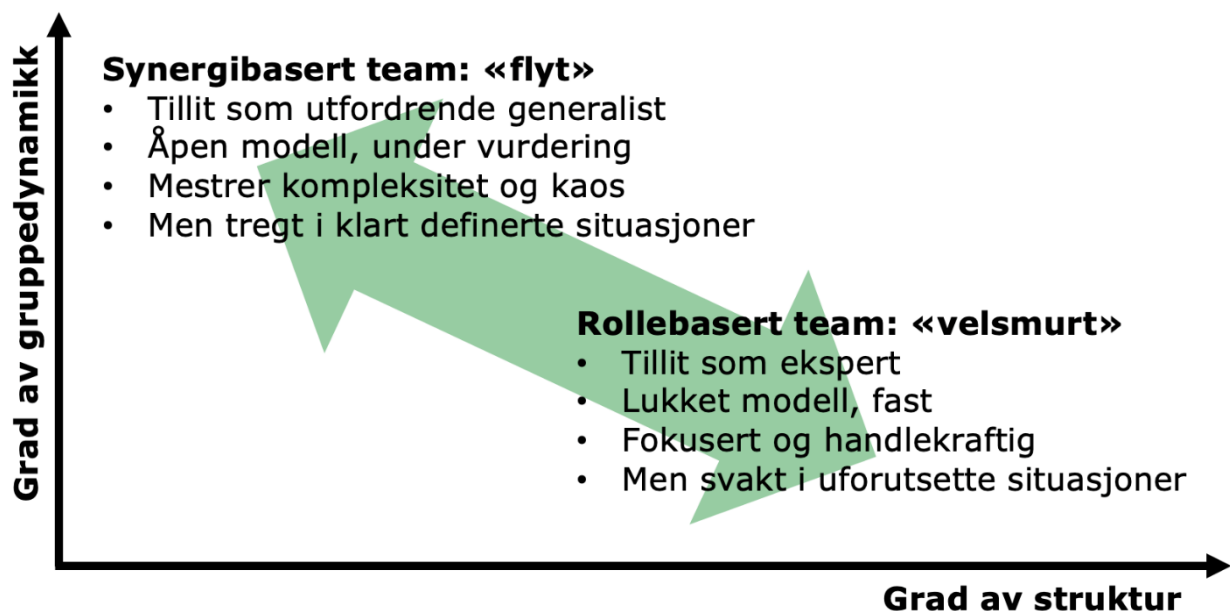 Grad av gruppedynamikk
Synergibasert team: «flyt»
• Tillit som utfordrende generalist
• Åpen modell, under vurdering
• Mestrer kompleksitet og kaos
• Men tregt i klart definerte situasjoner
Rollebasert team: «velsmurt»
• Tillit som ekspert
• Lukket modell, fast
• Fokusert og handlekraftig
• Men svakt i uforutsette situasjoner
Grad av struktur